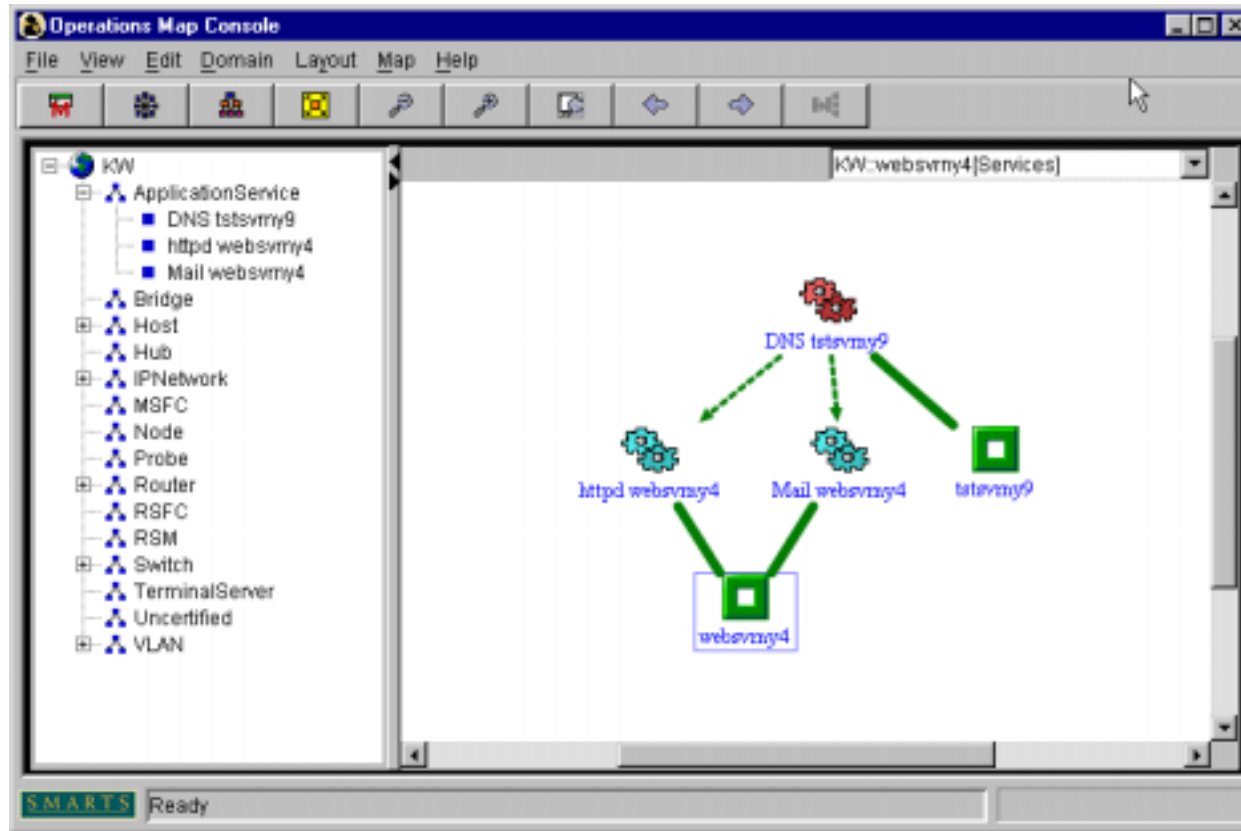 Operations Map Console
File View Edit Domain Layout Map Help
KW::websvrny4[Services]
KW
ApplicationService
DNS tstsvrny9
httpd websvrny4
Mail websvrny4
Bridge
Host
Hub
IPNetwork
MSFC
Node
Probe
Router
RSFC
RSM
Switch
TerminalServer
Uncertified
VLAN
DNS tstsvrny9
httpd websvrny4
Mail websvrny4
tstsvrny9
websvrny4
SMARTS
Ready